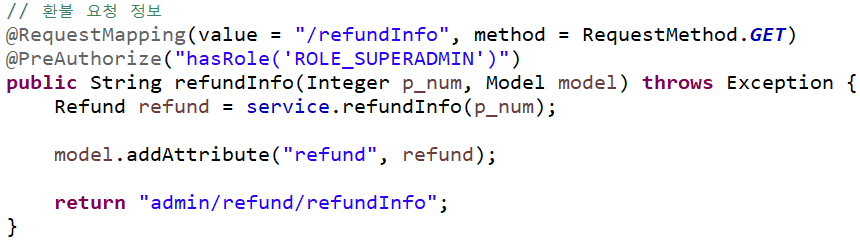 // 환불 요청 정보
@RequestMapping(value = "/refundInfo", method = RequestMethod.GET)
@PreAuthorize("hasRole('ROLE_SUPERADMIN')")
public String refundInfo(Integer p_num, Model model) throws Exception {
    Refund refund = service.refundInfo(p_num);

    model.addAttribute("refund", refund);

    return "admin/refund/refundInfo";
}